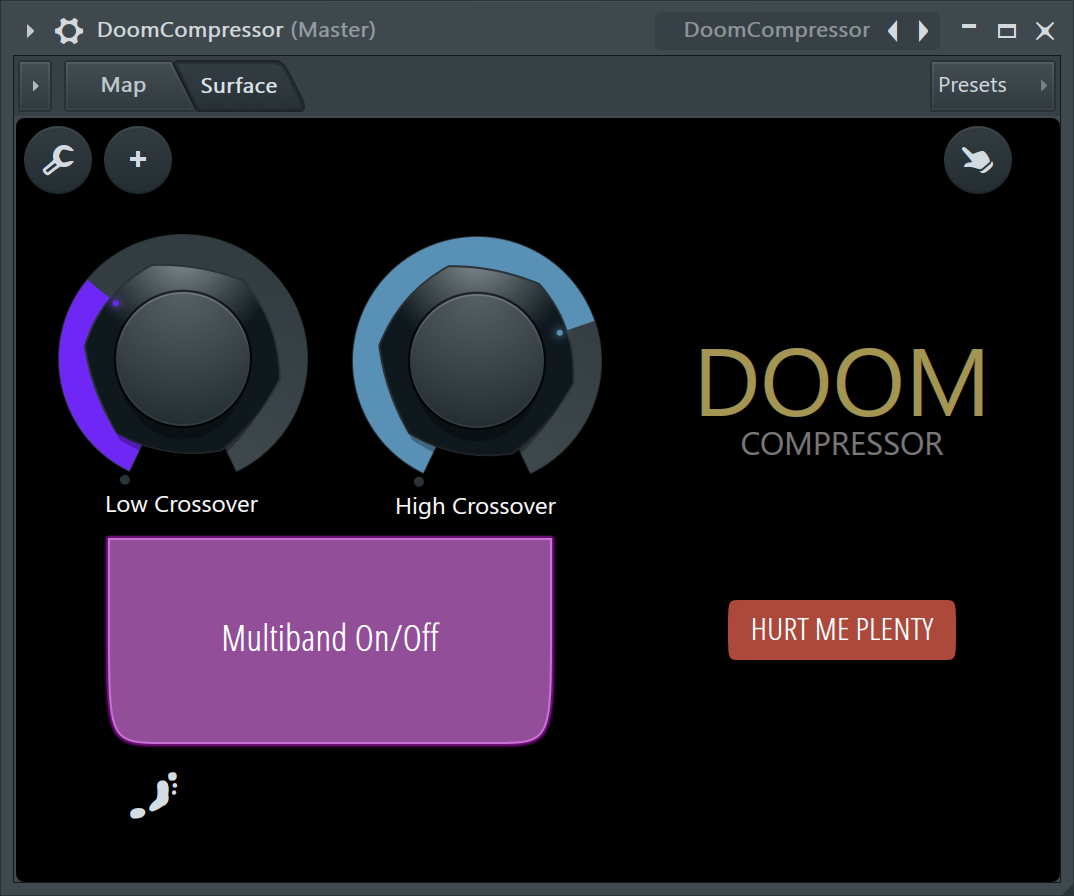 DoomCompressor (Master)
DoomCompressor
Map
Surface
Presets
Low Crossover
High Crossover
DOOM
COMPRESSOR
Multiband On/Off
HURT ME PLENTY